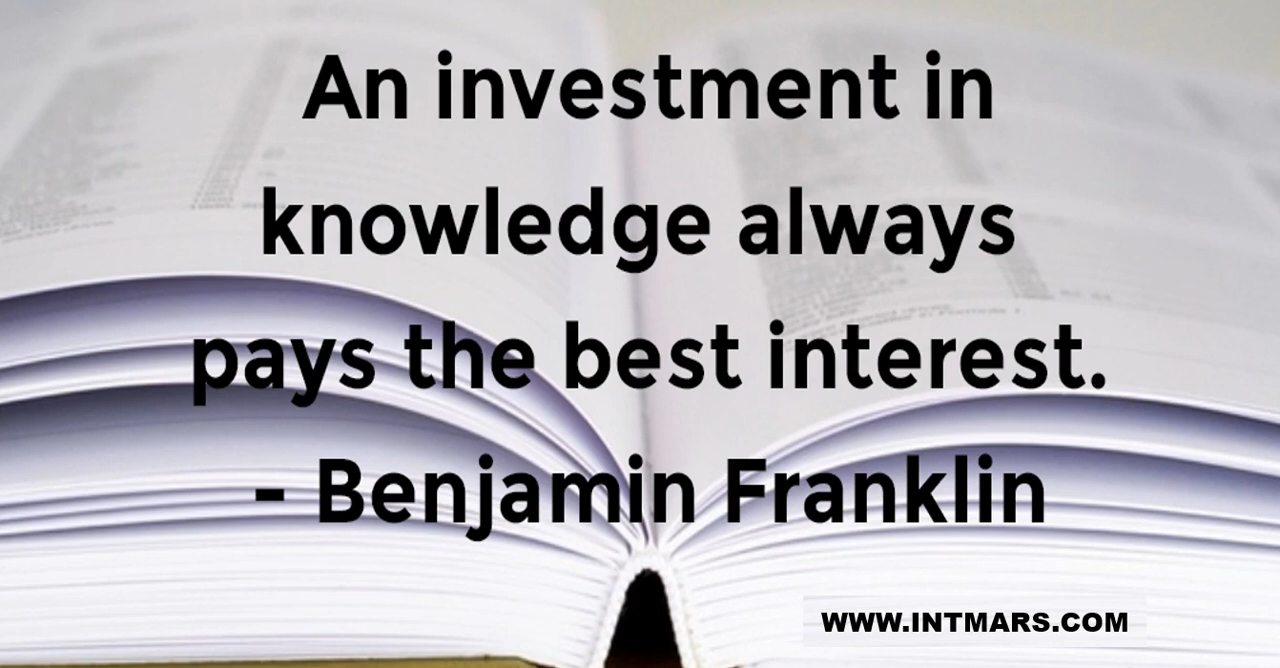 An investment in
knowledge always
pays the best interest.
- Benjamin Franklin
WWW.INTMARS.COM